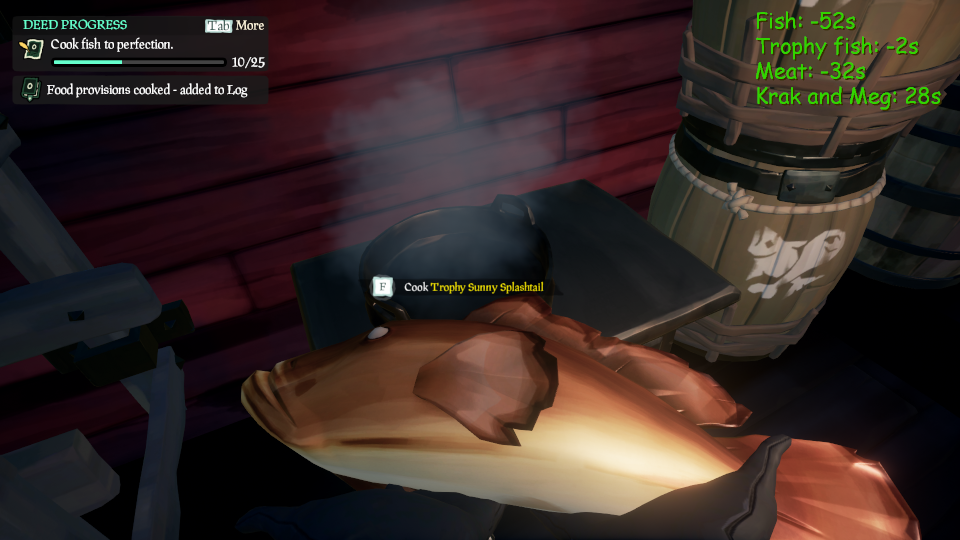 DEED PROGRESS
Tab More
Cook fish to perfection.
10/25
Food provisions cooked - added to Log
Fish: -52s
Trophy fish: -2s
Meat: -32s
Krak and Meg: 28s
F Cook Trophy Sunny Splashtail